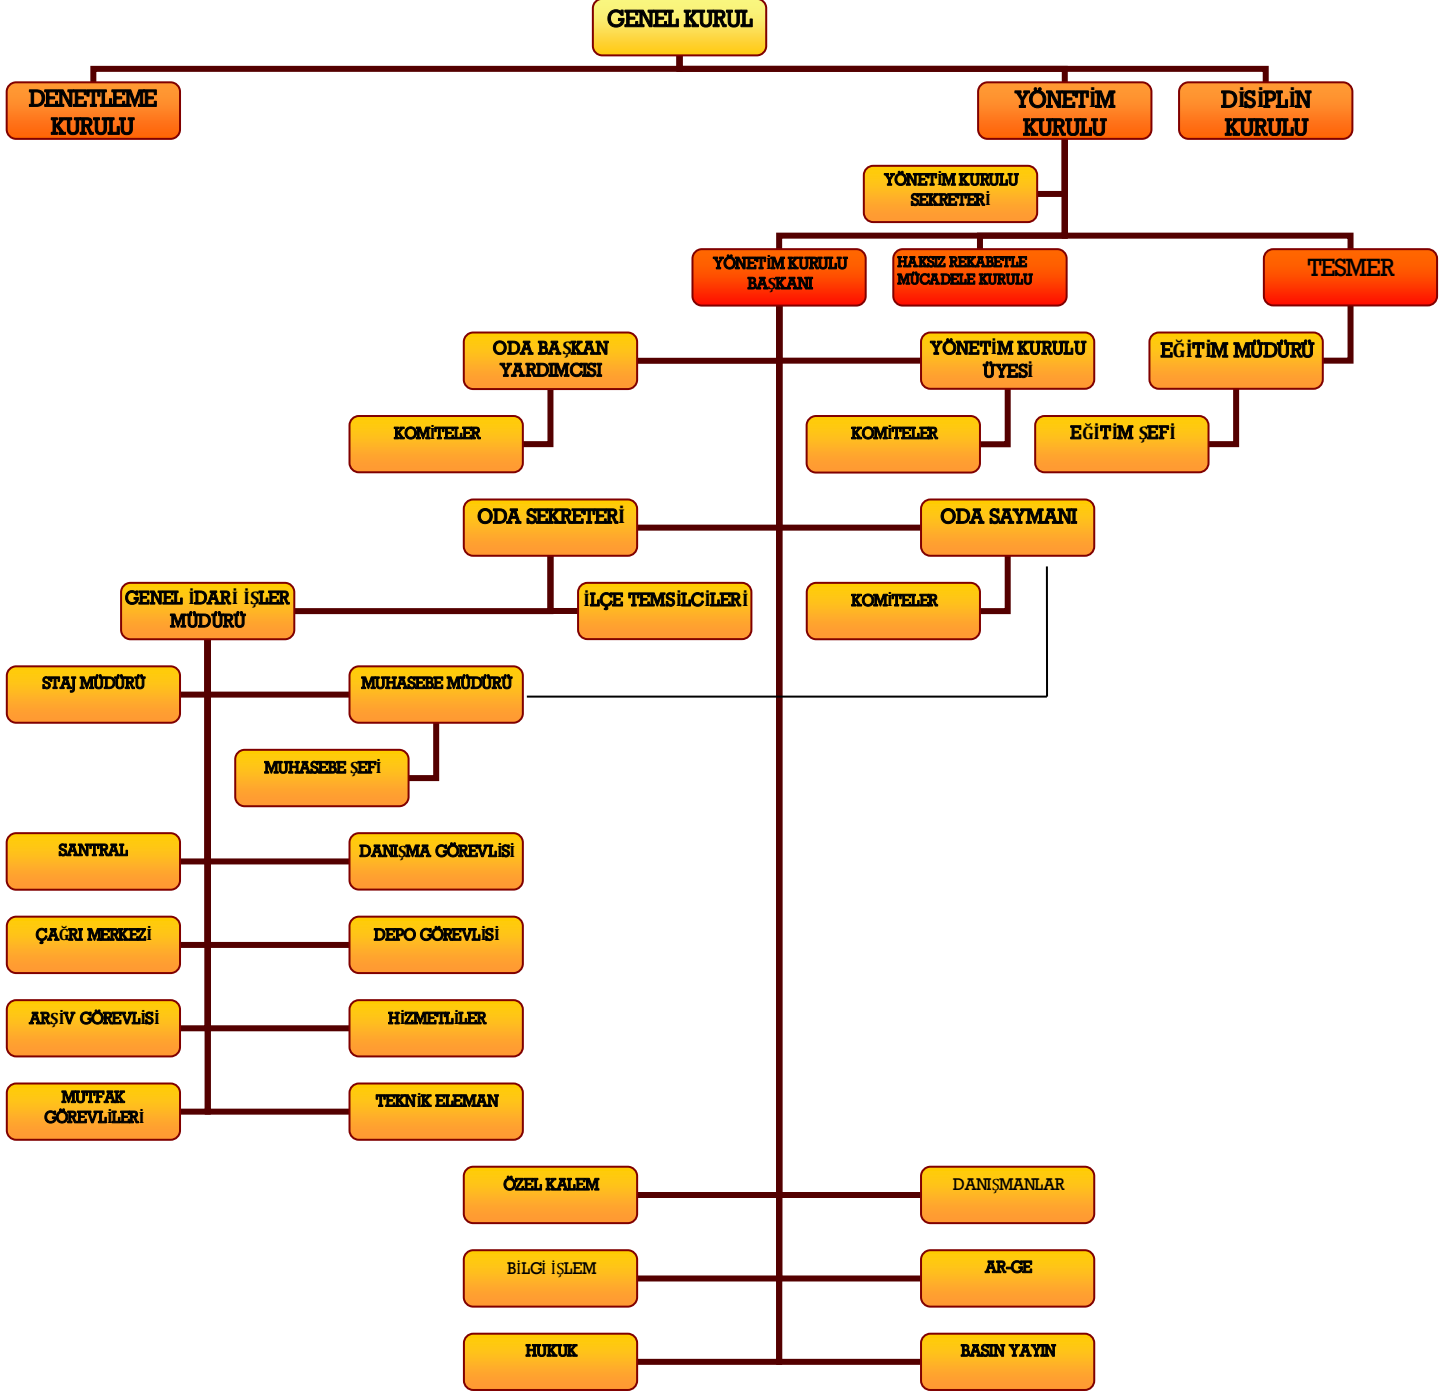 GENEL KURUL
DENETLEME
KURULU
YÖNETİM
KURULU
DİSİPLİN
KURULU
YÖNETİM KURULU
SEKRETERİ
YÖNETİM KURULU
BAŞKANI
HAKSIZ REKABETLE
MÜCADELE KURULU
TESMER
ODA BAŞKAN
YARDIMCISI
YÖNETİM KURULU
ÜYESİ
EĞİTİM MÜDÜRÜ
KOMİTELER
KOMİTELER
EĞİTİM ŞEFİ
ODA SEKRETERİ
ODA SAYMANI
GENEL İDARİ İŞLER
MÜDÜRÜ
İLÇE TEMSİLCİLERİ
KOMİTELER
STAJ MÜDÜRÜ
MUHASEBE MÜDÜRÜ
MUHASEBE ŞEFİ
SANTRAL
DANIŞMA GÖREVLİSİ
ÇAĞRI MERKEZİ
DEPO GÖREVLİSİ
ARŞİV GÖREVLİSİ
HİZMETLİLER
MUTFAK
GÖREVLİLERİ
TEKNİK ELEMAN
ÖZEL KALEM
DANIŞMANLAR
BİLGİ İŞLEM
AR-GE
HUKUK
BASIN YAYIN